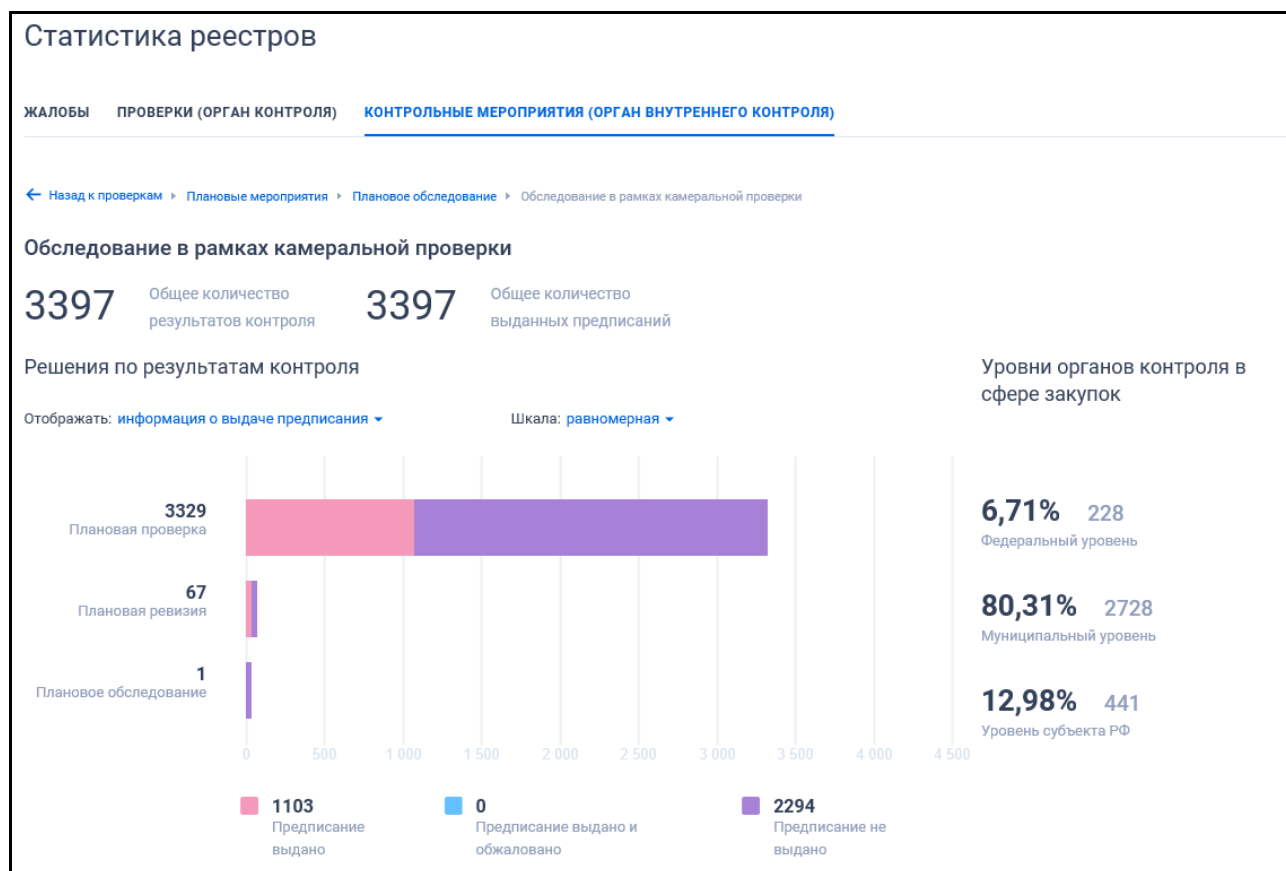 Статистика реестров
ЖАЛОБЫ ПРОВЕРКИ (ОРГАН КОНТРОЛЯ) КОНТРОЛЬНЫЕ МЕРОПРИЯТИЯ (ОРГАН ВНУТРЕННЕГО КОНТРОЛЯ)
Назад к проверкам Плановые мероприятия Плановое обследование Обследование в рамках камеральной проверки
Обследование в рамках камеральной проверки
3397 Общее количество результатов контроля 3397 Общее количество выданных предписаний
Решения по результатам контроля
Уровни органов контроля в
сфере закупок
Отображать: информация о выдаче предписания Шкала: равномерная
3329
Плановая проверка
67
Плановая ревизия
1
Плановое обследование
0 500 1 000 1 500 2 000 2 500 3 000 3 500 4 000 4 500
6,71% 228
Федеральный уровень
80,31% 2728
Муниципальный уровень
12,98% 441
Уровень субъекта РФ
1103
Предписание
выдано
0
Предписание выдано и
обжаловано
2294
Предписание не
выдано